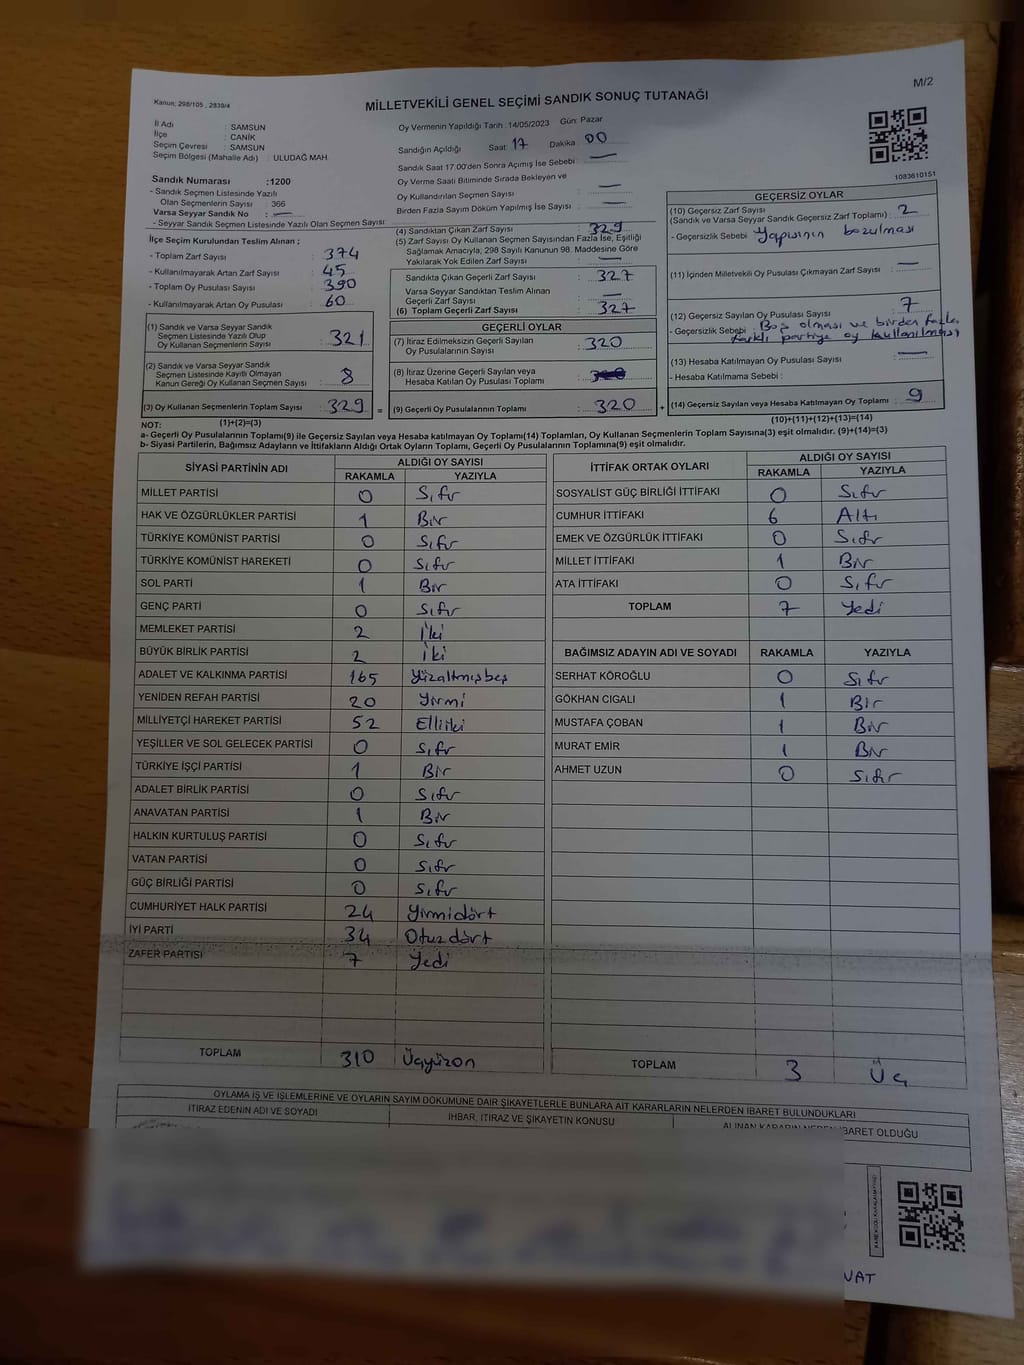 M/2
Kanun: 298/105 , 2839/4
MİLLETVEKİLİ GENEL SEÇİMİ SANDIK SONUÇ TUTANAĞI
İl Adı : SAMSUN
İlçe : CANİK
Seçim Çevresi : SAMSUN
Seçim Bölgesi (Mahalle Adı) : ULUDAĞ MAH.
Oy Vermenin Yapıldığı Tarih : 14/05/2023 Gün: Pazar
Sandığın Açıldığı Saat 17 Dakika 00
Sandık Saat 17.00'den Sonra Açımış İse Sebebi : —
Oy Verme Saati Bitiminde Sırada Bekleyen ve
Oy Kullandırılan Seçmen Sayısı : —
Birden Fazla Sayım Döküm Yapılmış İse Sayısı : —
1083610151
Sandık Numarası :1200
- Sandık Seçmen Listesinde Yazılı
Olan Seçmenlerin Sayısı : 366
Varsa Seyyar Sandık No : —
- Seyyar Sandık Seçmen Listesinde Yazılı Olan Seçmen Sayısı:
İlçe Seçim Kurulundan Teslim Alınan ;
- Toplam Zarf Sayısı : 374
- Kullanılmayarak Artan Zarf Sayısı : 45
- Toplam Oy Pusulası Sayısı : 390
- Kullanılmayarak Artan Oy Pusulası : 60
(1) Sandık ve Varsa Seyyar Sandık
Seçmen Listesinde Yazılı Olup
Oy Kullanan Seçmenlerin Sayısı : 321
(2) Sandık ve Varsa Seyyar Sandık
Seçmen Listesinde Kayıtlı Olmayan
Kanun Gereği Oy Kullanan Seçmen Sayısı : 8
(3) Oy Kullanan Seçmenlerin Toplam Sayısı : 329 =
(1)+(2)=(3)
(4) Sandıktan Çıkan Zarf Sayısı : 329
(5) Zarf Sayısı Oy Kullanan Seçmen Sayısından Fazla İse, Eşitliği
Sağlamak Amacıyla; 298 Sayılı Kanunun 98. Maddesine Göre
Yakılarak Yok Edilen Zarf Sayısı : —
Sandıkta Çıkan Geçerli Zarf Sayısı : 327
Varsa Seyyar Sandıktan Teslim Alınan
Geçerli Zarf Sayısı : —
(6) Toplam Geçerli Zarf Sayısı : 327
GEÇERLİ OYLAR
(7) İtiraz Edilmeksizin Geçerli Sayılan
Oy Pusulalarının Sayısı : 320
(8) İtiraz Üzerine Geçerli Sayılan veya
Hesaba Katılan Oy Pusulası Toplamı :
(9) Geçerli Oy Pusulalarının Toplamı : 320 +
GEÇERSİZ OYLAR
(10) Geçersiz Zarf Sayısı
(Sandık ve Varsa Seyyar Sandık Geçersiz Zarf Toplamı) : 2
- Geçersizlik Sebebi : Yapısının bozulması
(11) İçinden Milletvekili Oy Pusulası Çıkmayan Zarf Sayısı : —
(12) Geçersiz Sayılan Oy Pusulası Sayısı : 7
- Geçersizlik Sebebi : Boş olması ve birden fazla
farklı partiye oy kullanılması
(13) Hesaba Katılmayan Oy Pusulası Sayısı : —
- Hesaba Katılmama Sebebi :
(14) Geçersiz Sayılan veya Hesaba Katılmayan Oy Toplamı : 9
(10)+(11)+(12)+(13)=(14)
NOT:
a- Geçerli Oy Pusulalarının Toplamı(9) ile Geçersiz Sayılan veya Hesaba katılmayan Oy Toplamı(14) Toplamları, Oy Kullanan Seçmenlerin Toplam Sayısına(3) eşit olmalıdır. (9)+(14)=(3)
b- Siyasi Partilerin, Bağımsız Adayların ve İttifakların Aldığı Oy Ortak Oyların Toplamı, Geçerli Oy Pusulalarının Toplamına(9) eşit olmalıdır.
SİYASİ PARTİNİN ADI ALDIĞI OY SAYISI
RAKAMLA YAZIYLA
MİLLET PARTİSİ 0 Sıfır
HAK VE ÖZGÜRLÜKLER PARTİSİ 1 Bir
TÜRKİYE KOMÜNİST PARTİSİ 0 Sıfır
TÜRKİYE KOMÜNİST HAREKETİ 0 Sıfır
SOL PARTİ 1 Bir
GENÇ PARTİ 0 Sıfır
MEMLEKET PARTİSİ 2 İki
BÜYÜK BİRLİK PARTİSİ 2 İki
ADALET VE KALKINMA PARTİSİ 165 Yüzaltmışbeş
YENİDEN REFAH PARTİSİ 20 Yirmi
MİLLİYETÇİ HAREKET PARTİSİ 52 Elliiki
YEŞİLLER VE SOL GELECEK PARTİSİ 0 Sıfır
TÜRKİYE İŞÇİ PARTİSİ 1 Bir
ADALET BİRLİK PARTİSİ 0 Sıfır
ANAVATAN PARTİSİ 1 Bir
HALKIN KURTULUŞ PARTİSİ 0 Sıfır
VATAN PARTİSİ 0 Sıfır
GÜÇ BİRLİĞİ PARTİSİ 0 Sıfır
CUMHURİYET HALK PARTİSİ 24 Yirmidört
İYİ PARTİ 34 Otuzdört
ZAFER PARTİSİ 7 Yedi
TOPLAM 310 Üçyüzon
İTTİFAK ORTAK OYLARI ALDIĞI OY SAYISI
RAKAMLA YAZIYLA
SOSYALİST GÜÇ BİRLİĞİ İTTİFAKI 0 Sıfır
CUMHUR İTTİFAKI 6 Altı
EMEK VE ÖZGÜRLÜK İTTİFAKI 0 Sıfır
MİLLET İTTİFAKI 1 Bir
ATA İTTİFAKI 0 Sıfır
TOPLAM 7 Yedi
BAĞIMSIZ ADAYIN ADI VE SOYADI RAKAMLA YAZIYLA
SERHAT KÖROĞLU 0 Sıfır
GÖKHAN CIGALI 1 Bir
MUSTAFA ÇOBAN 1 Bir
MURAT EMİR 1 Bir
AHMET UZUN 0 Sıfır
TOPLAM 3 Üç
OYLAMA İŞ VE İŞLEMLERİNE VE OYLARIN SAYIM DÖKÜMÜNE DAİR ŞİKAYETLERLE BUNLARA AİT KARARLARIN NELERDEN İBARET BULUNDUKLARI
İTİRAZ EDENİN ADI VE SOYADI İHBAR, İTİRAZ VE ŞİKAYETİN KONUSU ALINAN KARARIN NEDEN İBARET OLDUĞU